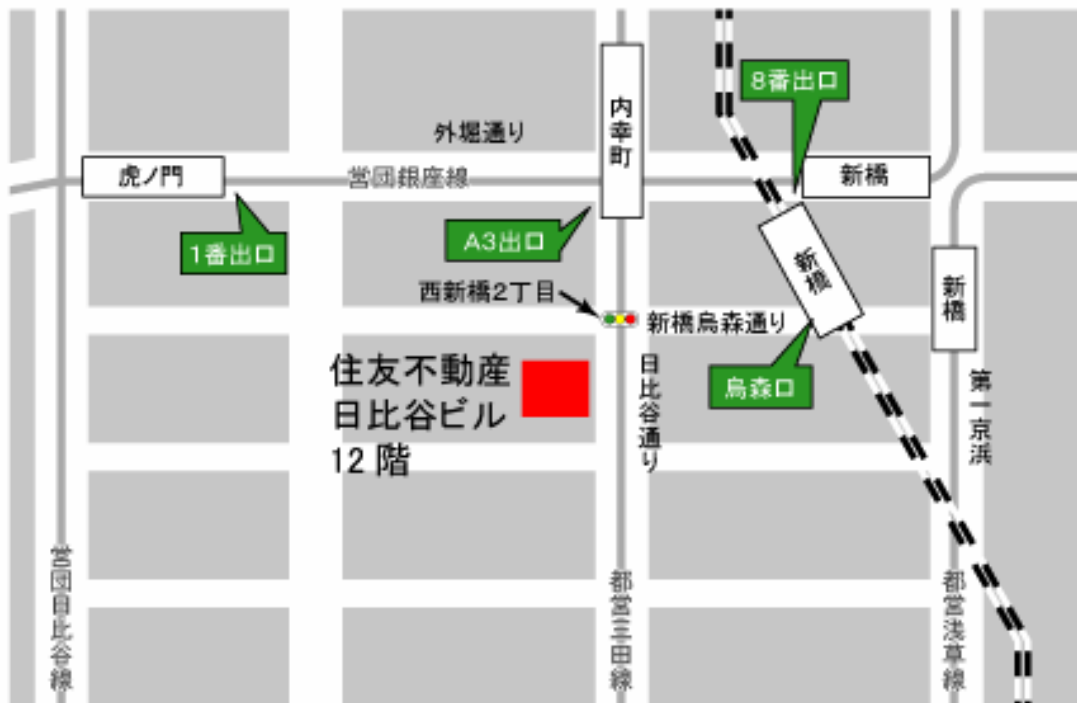 8番出口
内幸町
外堀通り
虎ノ門
営団銀座線
新橋
1番出口
A3出口
新橋
新橋
西新橋2丁目
新橋烏森通り
住友不動産
日比谷ビル
12階
日比谷通り
烏森口
第一京浜
営団日比谷線
都営三田線
都営浅草線